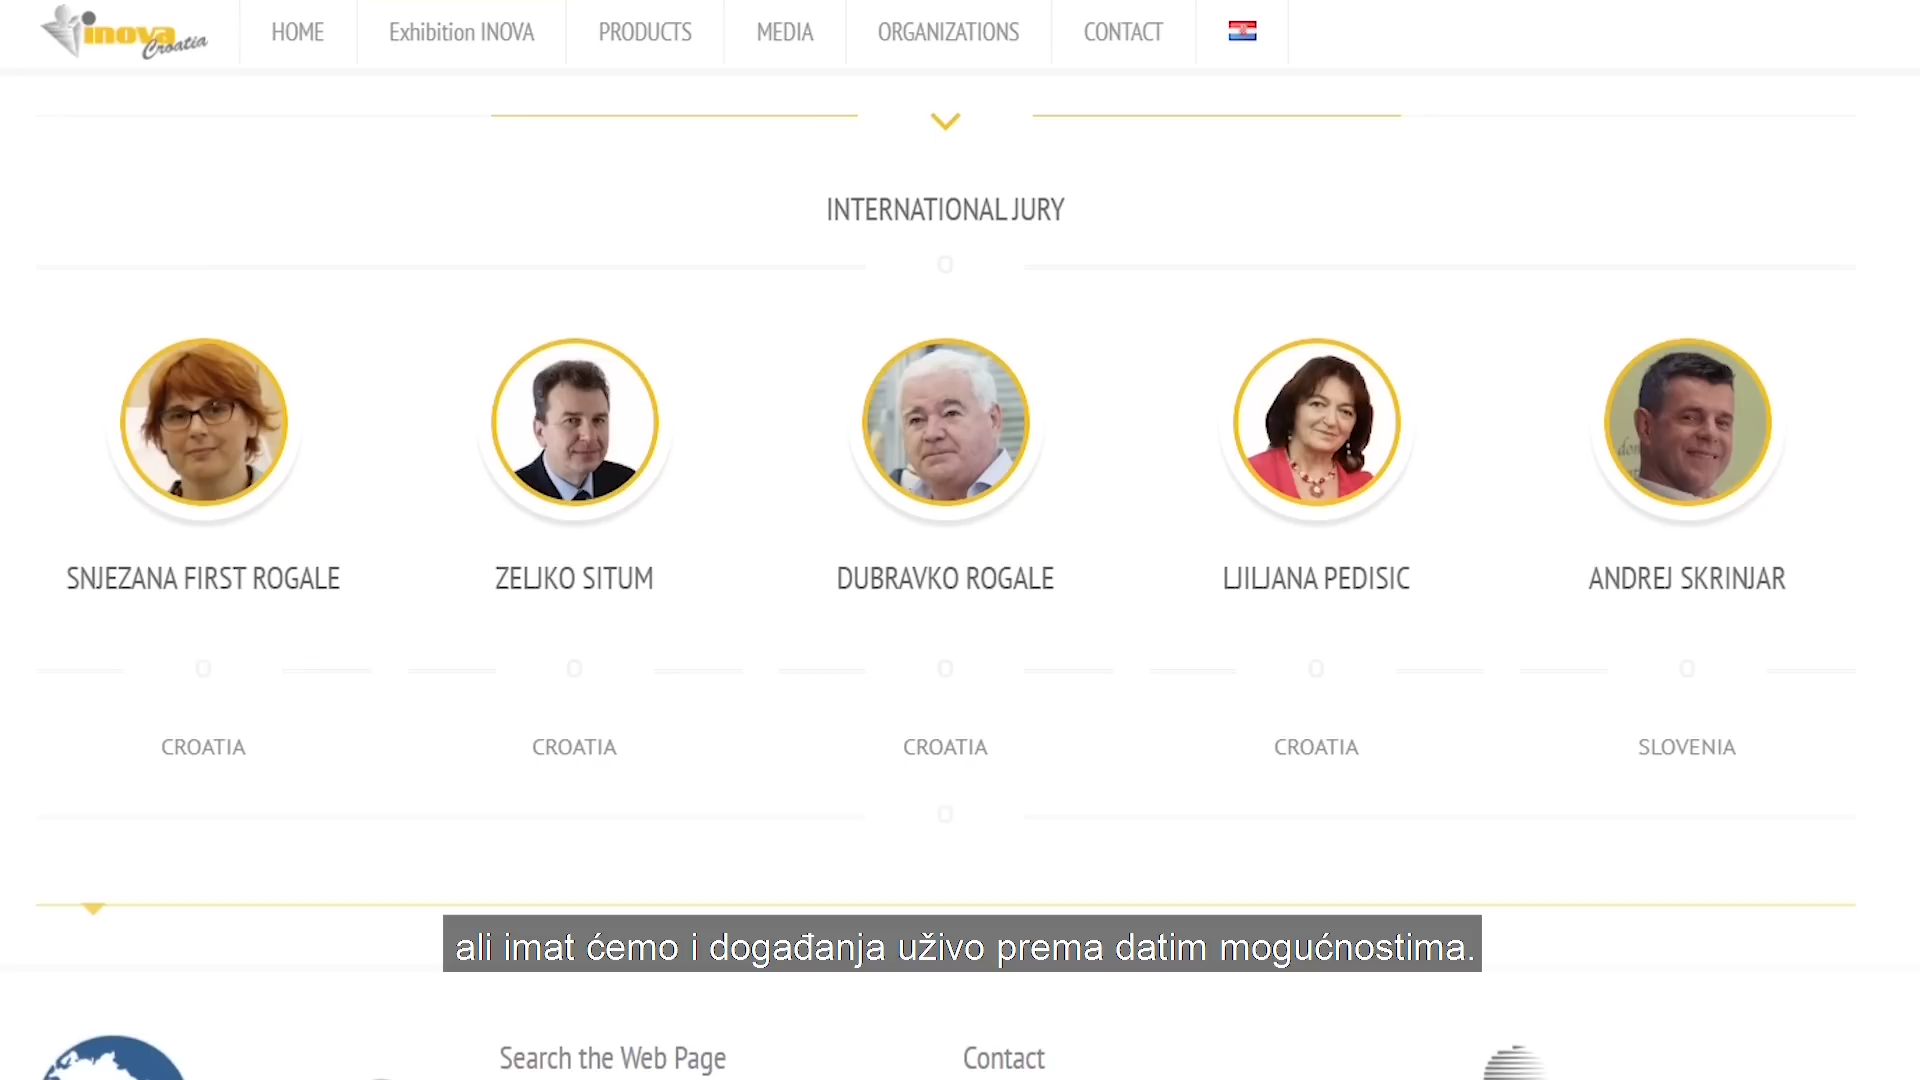 inova
Croatia
HOME
Exhibition INOVA
PRODUCTS
MEDIA
ORGANIZATIONS
CONTACT
INTERNATIONAL JURY
SNJEZANA FIRST ROGALE
ZELJKO SITUM
DUBRAVKO ROGALE
LJILJANA PEDISIC
ANDREJ SKRINJAR
CROATIA
CROATIA
CROATIA
CROATIA
SLOVENIA
ali imat ćemo i događanja uživo prema datim mogućnostima.
Search the Web Page
Contact